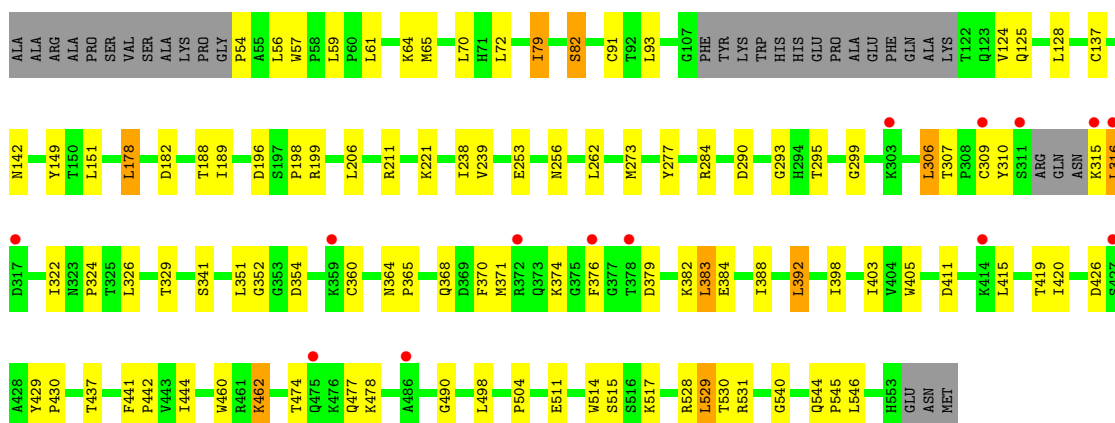 ALA ALA ARG ALA PRO SER VAL SER ALA LYS PRO GLY P54 A55 L56 W57 P58 L59 P60 L61 K64 M65 L70 H71 L72 I79 S82 C91 T92 L93 G107 PHE TYR LYS TRP HIS HIS GLU PRO ALA GLU PHE GLN ALA LYS T122 Q123 V124 Q125 L128 C137
N142 Y149 T150 L151 L178 D182 T188 I189 D196 S197 P198 R199 L206 R211 K221 I238 V239 E253 N256 L262 M273 Y277 R284 D290 G293 H294 T295 G299 K303 L306 T307 P308 C309 Y310 S311 ARG GLN ASN K315 L316
D317 I322 N323 P324 T325 L326 T329 S341 L351 G352 G353 D354 K359 C360 N364 P365 Q368 D369 F370 M371 R372 Q373 K374 G375 F376 G377 T378 D379 K382 L383 E384 I388 L392 I398 I403 V404 W405 D411 K414 L415 T419 I420 D426 S427
A428 Y429 P430 T437 F441 P442 V443 I444 W460 R461 K462 T474 Q475 K476 Q477 K478 A486 G490 L498 P504 E511 W514 S515 S516 K517 R528 L529 T530 R531 G540 Q544 P545 L546 H553 GLU ASN MET